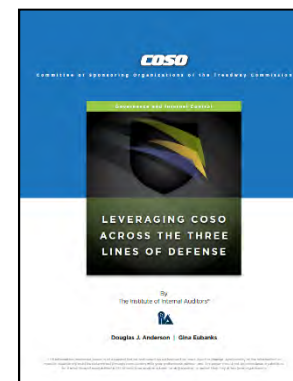 COSO
Committee of Sponsoring Organizations of the Treadway Commission
Governance and Internal Control
LEVERAGING COSO
ACROSS THE THREE
LINES OF DEFENSE
By
The Institute of Internal Auditors®
IIA
Douglas J. Anderson | Gina Eubanks